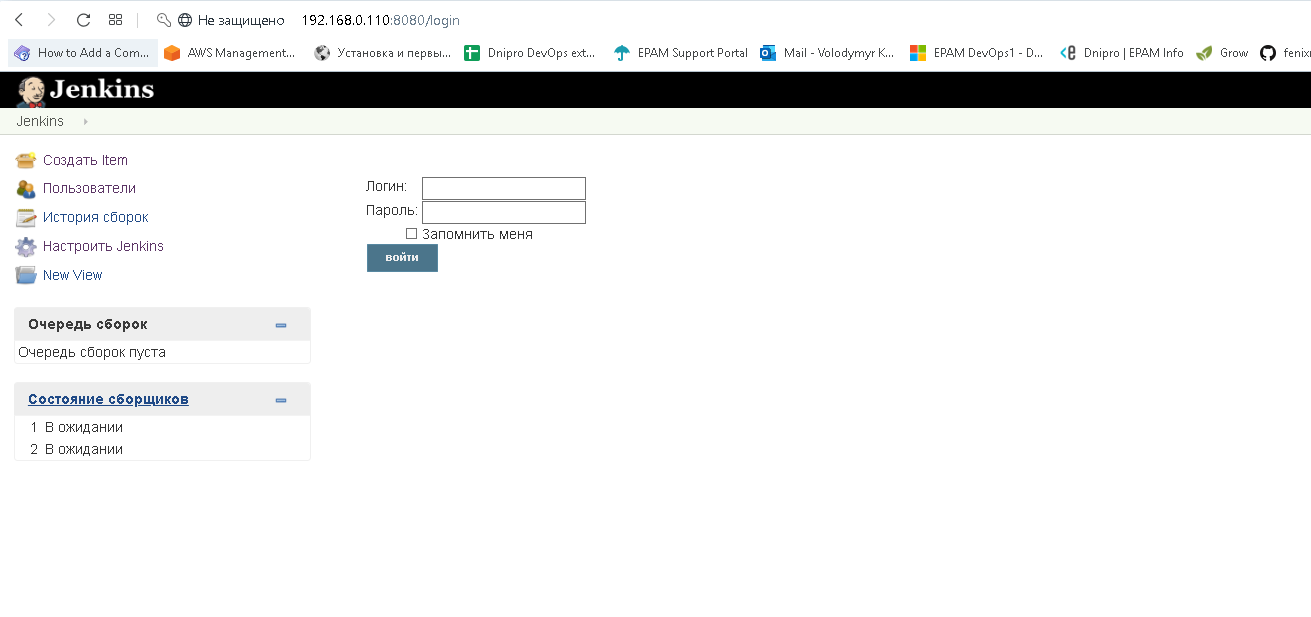 Не защищено 192.168.0.110:8080/login
How to Add a Com... AWS Management... Установка и первы... Dnipro DevOps ext... EPAM Support Portal Mail - Volodymyr K... EPAM DevOps1 - D... Dnipro | EPAM Info Grow fenixr
Jenkins
Jenkins
Создать Item
Пользователи
История сборок
Настроить Jenkins
New View
Логин:
Пароль:
Запомнить меня
войти
Очередь сборок
Очередь сборок пуста
Состояние сборщиков
1 В ожидании
2 В ожидании